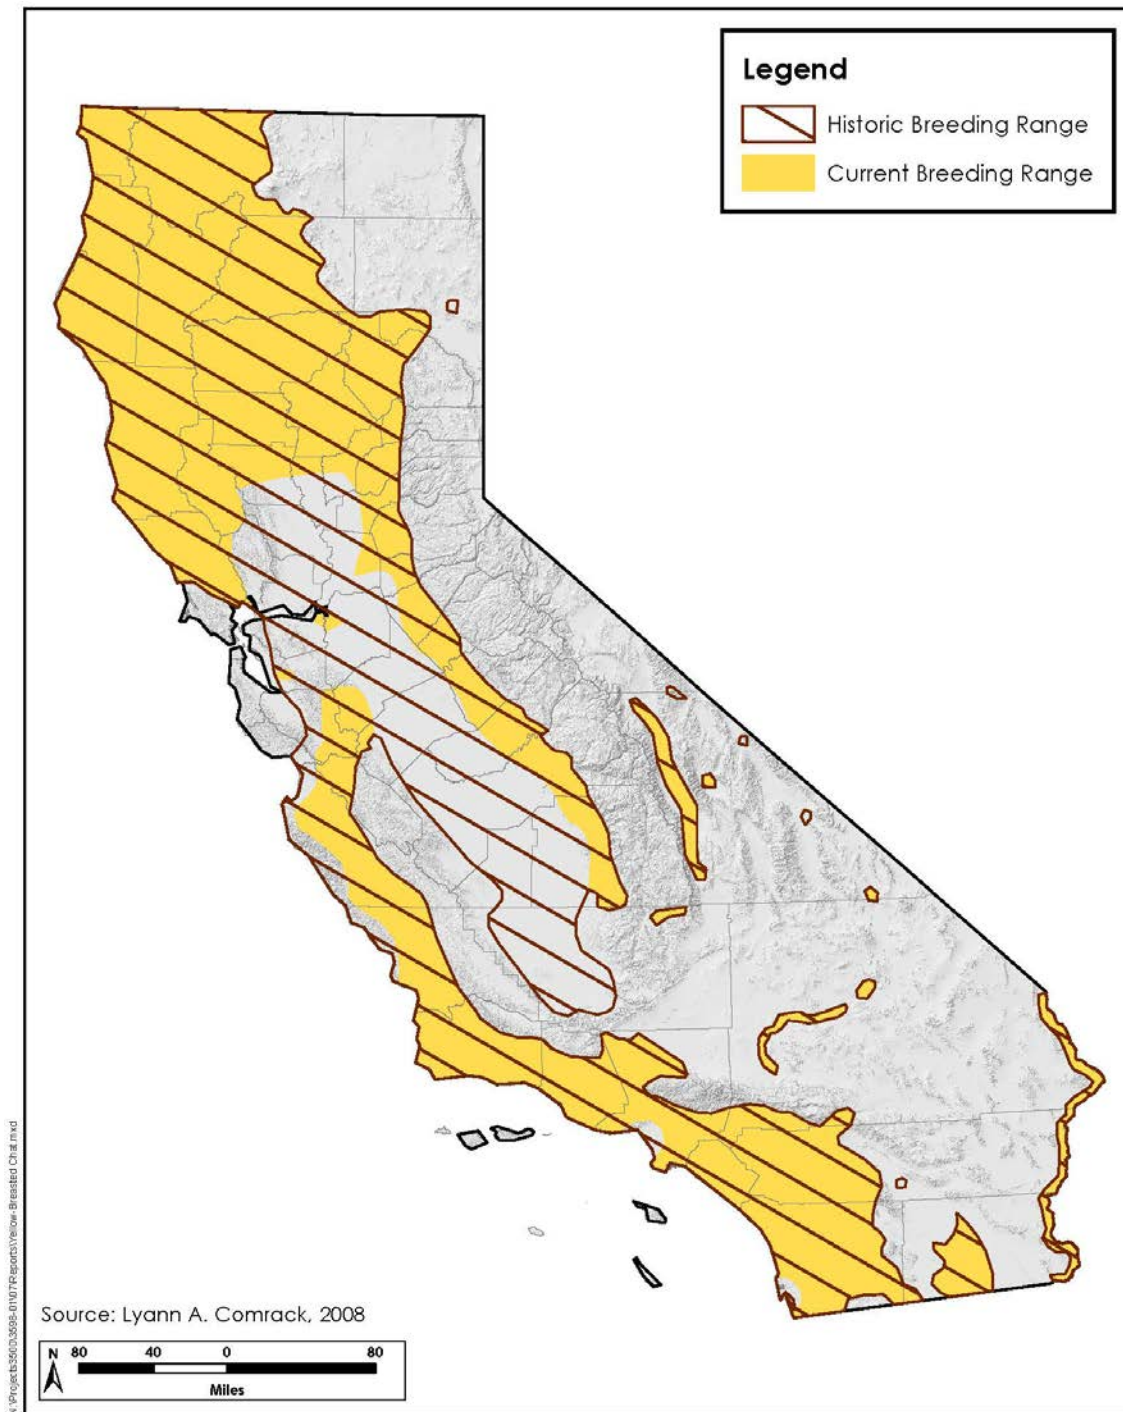 Legend
Historic Breeding Range
Current Breeding Range
Source: Lyann A. Comrack, 2008
N 80 40 0 80
Miles